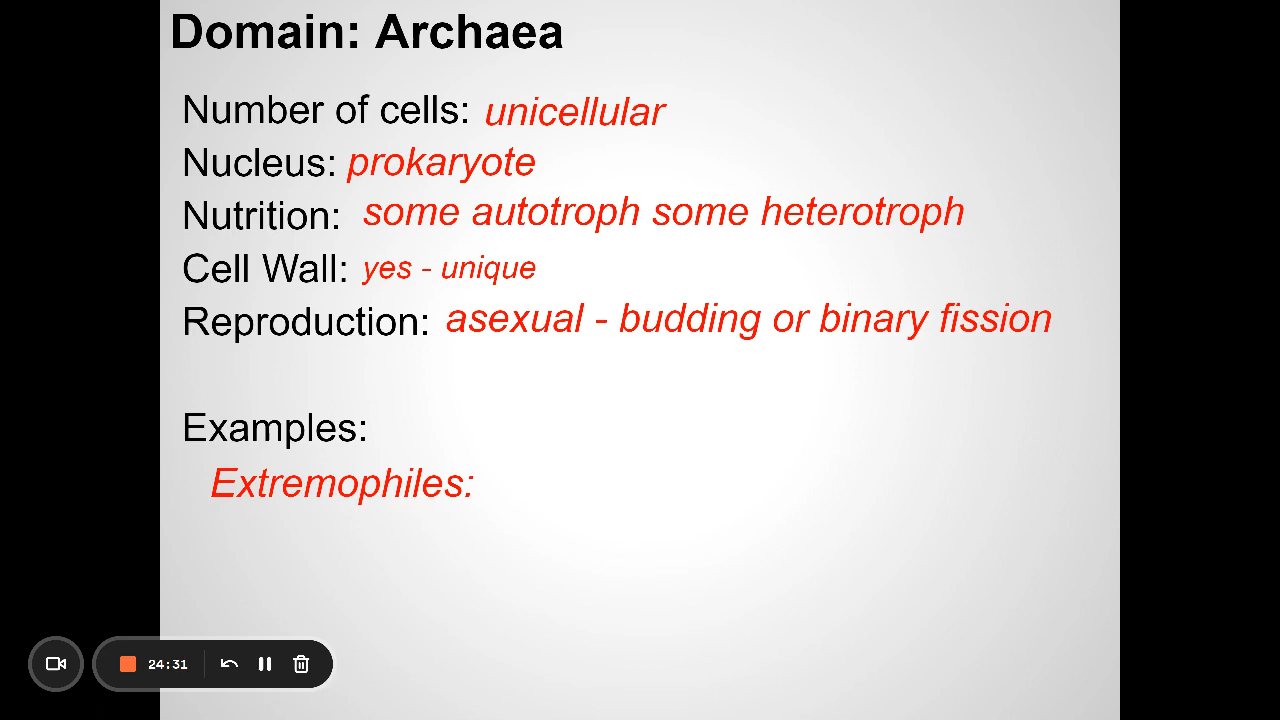 Domain: Archaea
Number of cells: unicellular
Nucleus: prokaryote
Nutrition: some autotroph some heterotroph
Cell Wall: yes - unique
Reproduction: asexual - budding or binary fission
Examples:
Extremophiles:
24:31